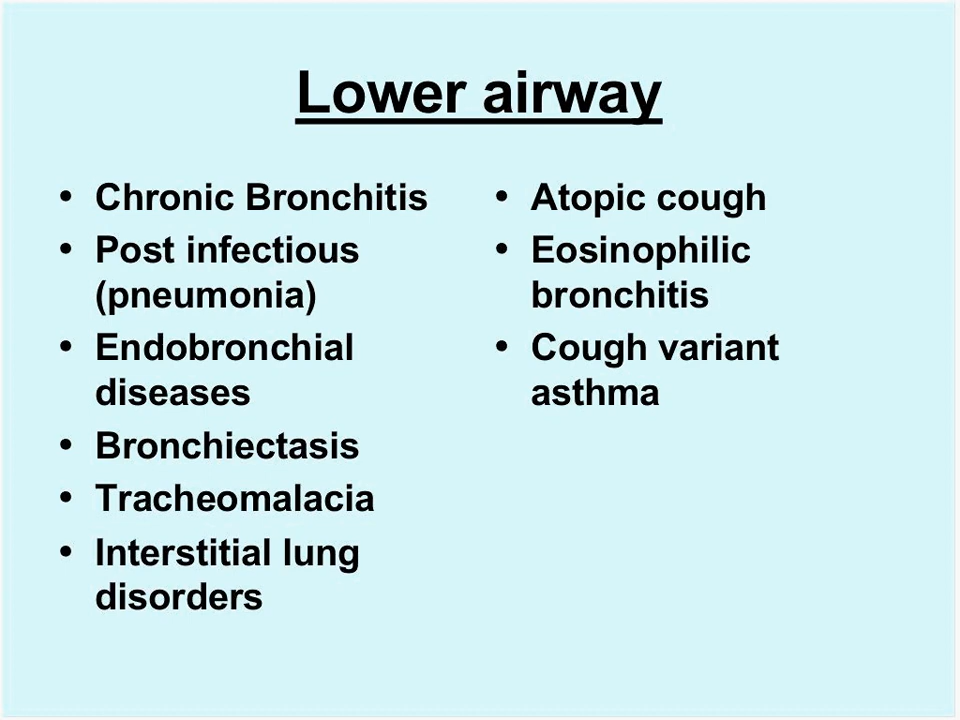 Lower airway
• Chronic Bronchitis
• Post infectious
(pneumonia)
• Endobronchial
diseases
• Bronchiectasis
• Tracheomalacia
• Interstitial lung
disorders
• Atopic cough
• Eosinophilic
bronchitis
• Cough variant
asthma